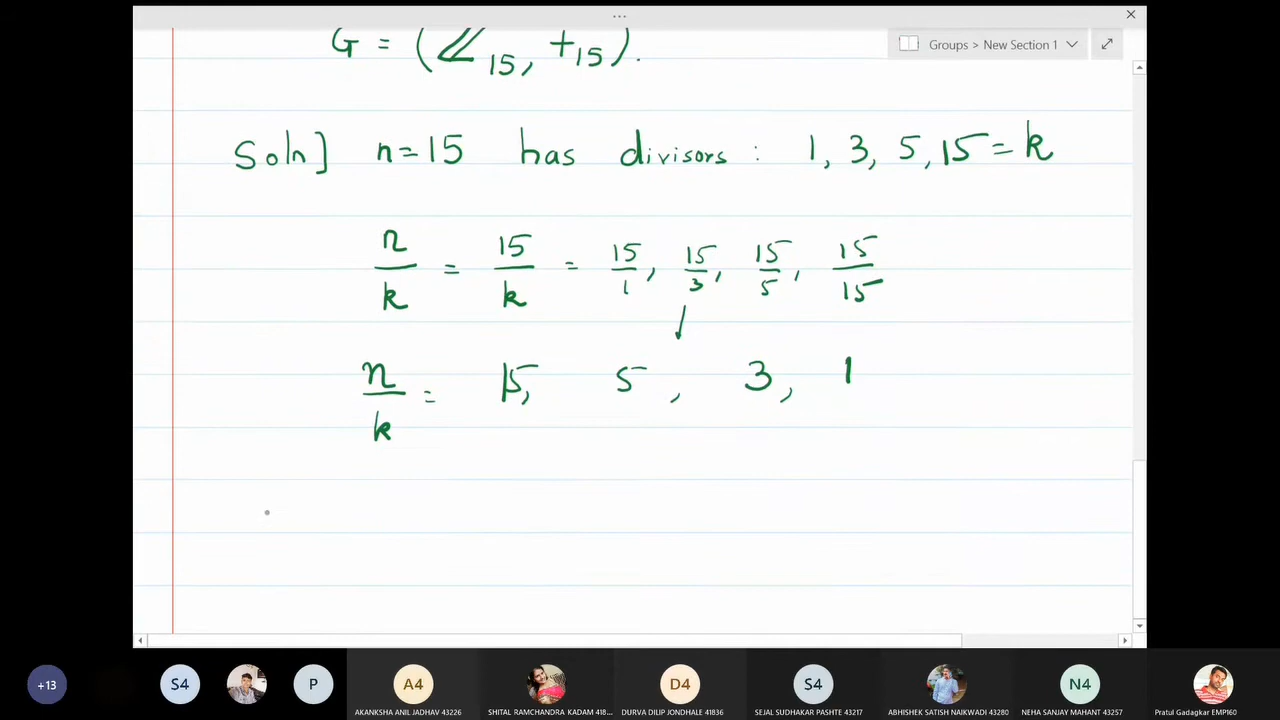 ...
Groups > New Section 1
G = (ℤ₁₅, +₁₅).
Soln] n=15 has divisors : 1, 3, 5, 15 = k
n/k = 15/k = 15/1, 15/3, 15/5, 15/15
n/k = 15, 5, 3, 1
+13 S4 P A4 D4 S4 N4
AKANKSHA ANIL JADHAV 43226 SHITAL RAMCHANDRA KADAM 418... DURVA DILIP JONDHALE 41836 SEJAL SUDHAKAR PASHTE 43217 ABHISHEK SATISH NAIKWADI 43280 NEHA SANJAY MAHANT 43257 Pratul Gadagkar EMP160